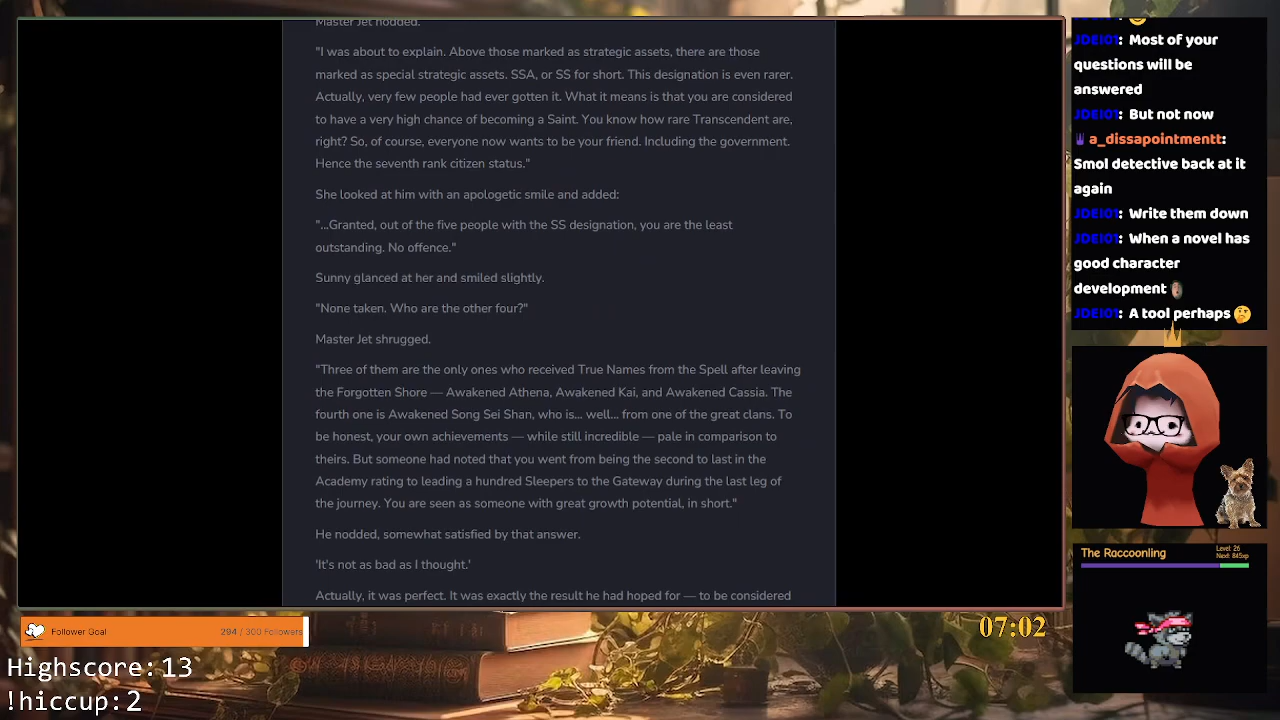 Master Jet nodded.
"I was about to explain. Above those marked as strategic assets, there are those
marked as special strategic assets. SSA, or SS for short. This designation is even rarer.
Actually, very few people had ever gotten it. What it means is that you are considered
to have a very high chance of becoming a Saint. You know how rare Transcendent are,
right? So, of course, everyone now wants to be your friend. Including the government.
Hence the seventh rank citizen status."
She looked at him with an apologetic smile and added:
"...Granted, out of the five people with the SS designation, you are the least
outstanding. No offence."
Sunny glanced at her and smiled slightly.
"None taken. Who are the other four?"
Master Jet shrugged.
"Three of them are the only ones who received True Names from the Spell after leaving
the Forgotten Shore — Awakened Athena, Awakened Kai, and Awakened Cassia. The
fourth one is Awakened Song Sei Shan, who is... well... from one of the great clans. To
be honest, your own achievements — while still incredible — pale in comparison to
theirs. But someone had noted that you went from being the second to last in the
Academy rating to leading a hundred Sleepers to the Gateway during the last leg of
the journey. You are seen as someone with great growth potential, in short."
He nodded, somewhat satisfied by that answer.
'It's not as bad as I thought.'
Actually, it was perfect. It was exactly the result he had hoped for — to be considered
JDEI01:
JDEI01: Most of your
questions will be
answered
JDEI01: But not now
a_dissapointmentt:
Smol detective back at it
again
JDEI01: Write them down
JDEI01: When a novel has
good character
development
JDEI01: A tool perhaps
The Raccoonling
Level: 26
Next: 845xp
Follower Goal
294 / 300 Followers
07:02
Highscore:13
!hiccup:2